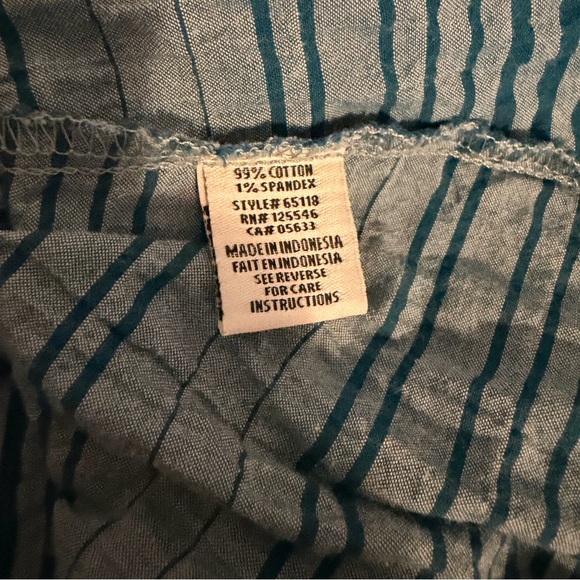 99% COTTON
1% SPANDEX
STYLE# 65118
RN# 125546
CA# 05633
MADE IN INDONESIA
FAIT EN INDONESIA
SEE REVERSE
FOR CARE
INSTRUCTIONS